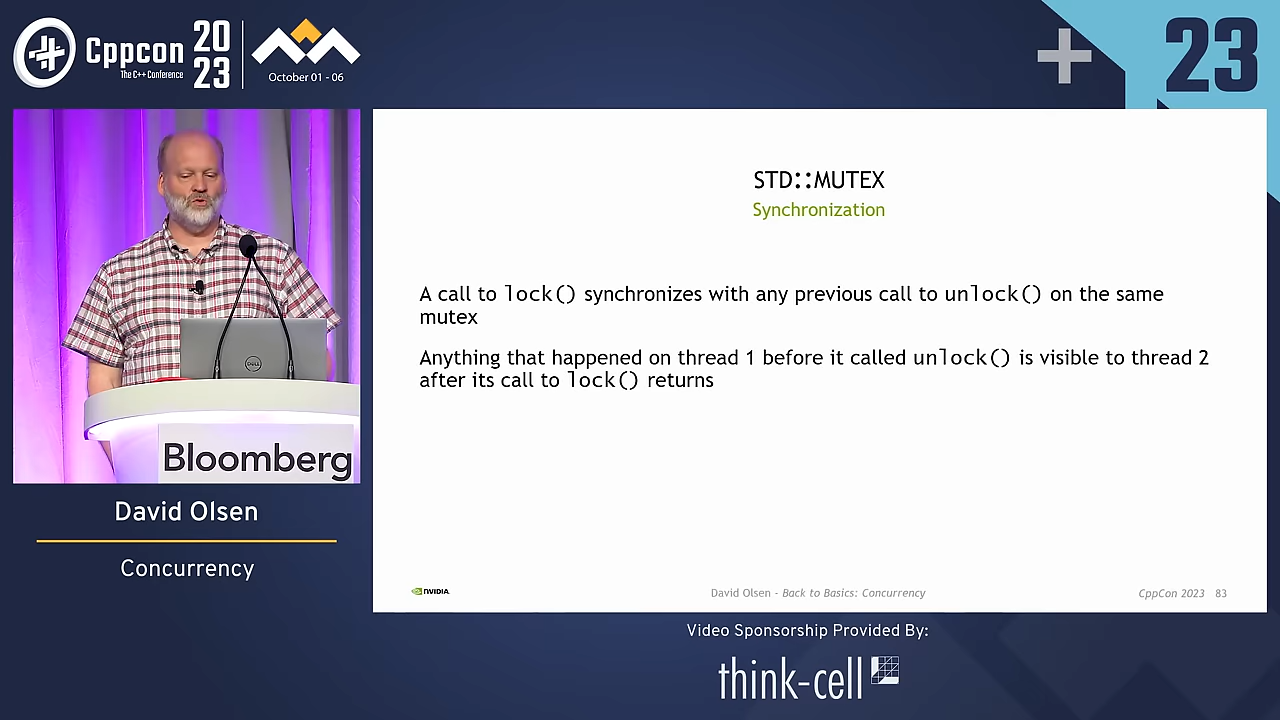 Cppcon
The C++ Conference
20
23
October 01 - 06
23
STD::MUTEX
Synchronization
A call to lock() synchronizes with any previous call to unlock() on the same
mutex
Anything that happened on thread 1 before it called unlock() is visible to thread 2
after its call to lock() returns
NVIDIA.
David Olsen - Back to Basics: Concurrency
CppCon 2023 83
DELL
Bloomberg
David Olsen
Concurrency
Video Sponsorship Provided By:
think-cell